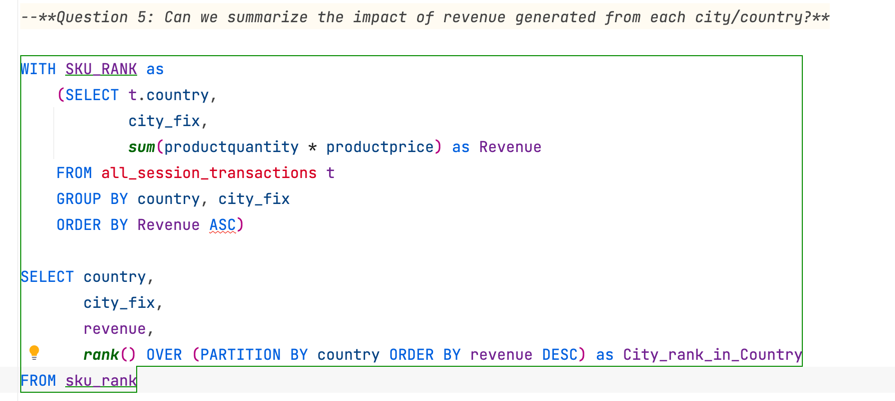 --**Question 5: Can we summarize the impact of revenue generated from each city/country?**
WITH SKU_RANK as
(SELECT t.country,
city_fix,
sum(productquantity * productprice) as Revenue
FROM all_session_transactions t
GROUP BY country, city_fix
ORDER BY Revenue ASC)
SELECT country,
city_fix,
revenue,
rank() OVER (PARTITION BY country ORDER BY revenue DESC) as City_rank_in_Country
FROM sku_rank